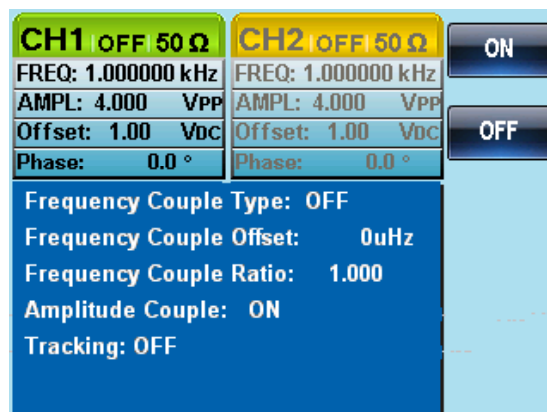 CH1 OFF 50 Ω CH2 OFF 50 Ω ON
FREQ: 1.000000 kHz FREQ: 1.000000 kHz
AMPL: 4.000 VPP AMPL: 4.000 VPP
Offset: 1.00 VDC Offset: 1.00 VDC OFF
Phase: 0.0 ° Phase: 0.0 °
Frequency Couple Type: OFF
Frequency Couple Offset: 0uHz
Frequency Couple Ratio: 1.000
Amplitude Couple: ON
Tracking: OFF